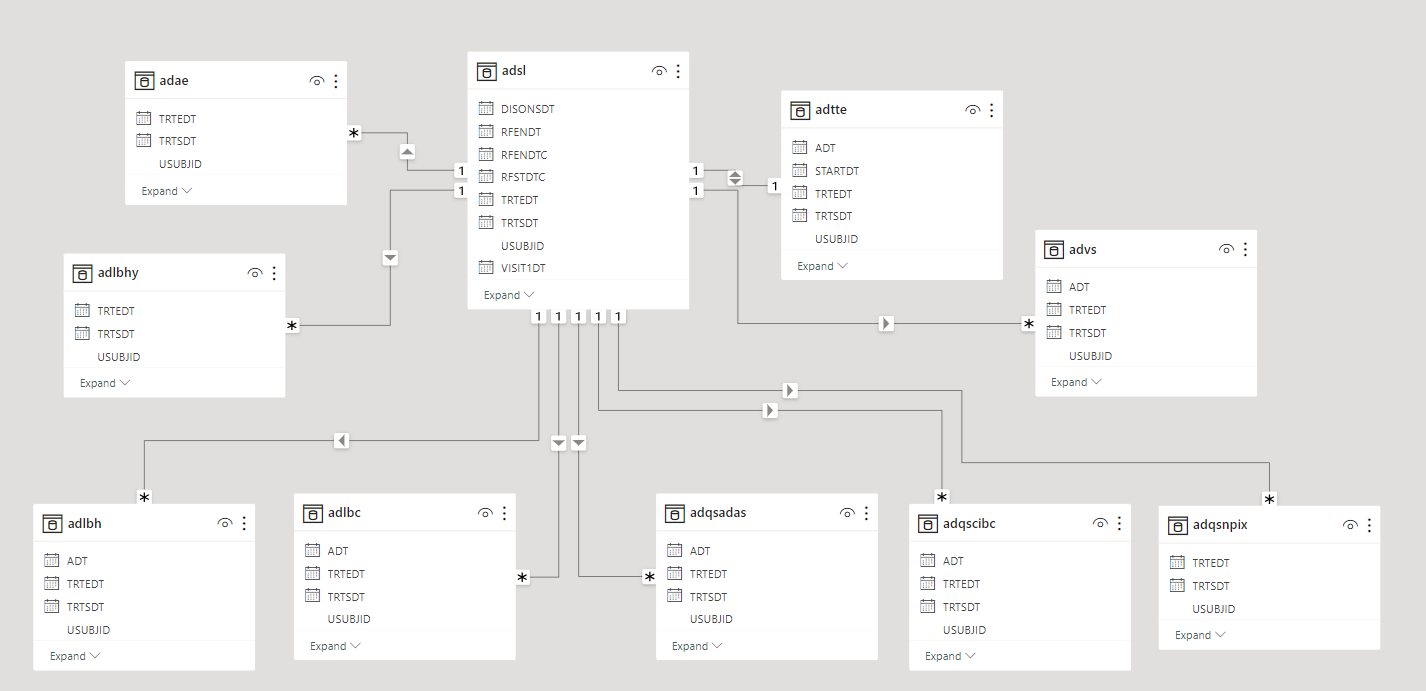 adsl
DISONSDT
RFENDT
RFENDTC
RFSTDTC
TRTEDT
TRTSDT
USUBJID
VISIT1DT
Expand
adae
TRTEDT
TRTSDT
USUBJID
Expand
adtte
ADT
STARTDT
TRTEDT
TRTSDT
USUBJID
Expand
advs
ADT
TRTEDT
TRTSDT
USUBJID
Expand
adlbhy
TRTEDT
TRTSDT
USUBJID
Expand
* 1
1 1
* 1
1 *
1 1 1 1 1
* * * * *
adlbh
ADT
TRTEDT
TRTSDT
USUBJID
Expand
adlbc
ADT
TRTEDT
TRTSDT
USUBJID
Expand
adqsadas
ADT
TRTEDT
TRTSDT
USUBJID
Expand
adqscibc
ADT
TRTEDT
TRTSDT
USUBJID
Expand
adqsnpix
TRTEDT
TRTSDT
USUBJID
Expand